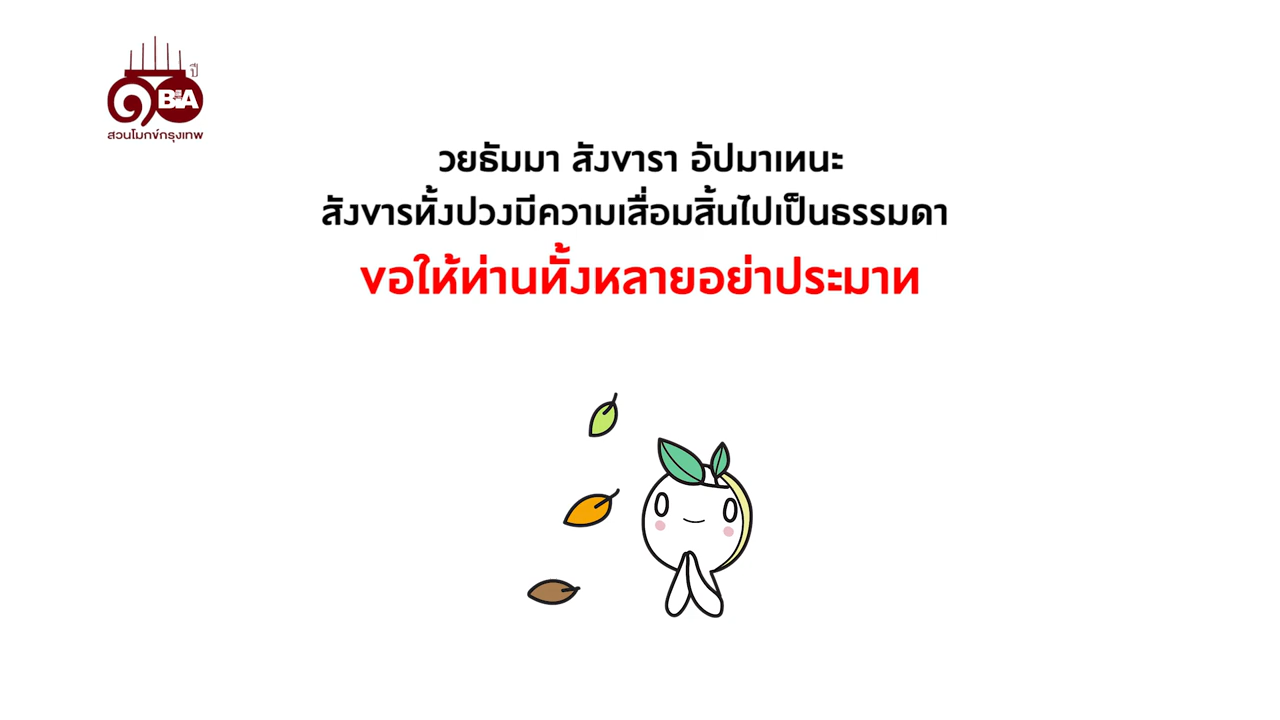 ๑๐ ปี
BIA
สวนโมกข์กรุงเทพ
วยธัมมา สังขารา อัปมาเทนะ
สังขารทั้งปวงมีความเสื่อมสิ้นไปเป็นธรรมดา
ขอให้ท่านทั้งหลายอย่าประมาท